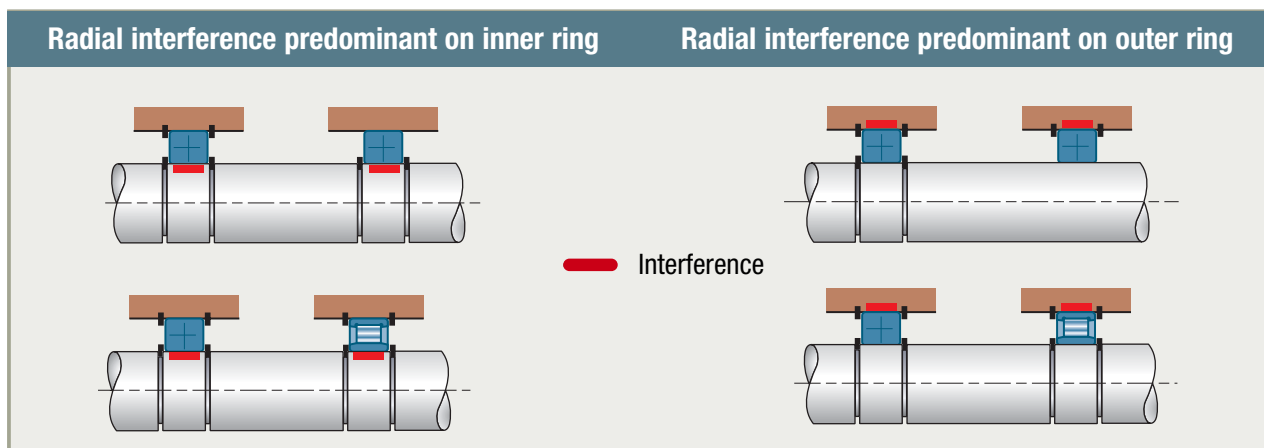 Radial interference predominant on inner ring
Radial interference predominant on outer ring
Interference